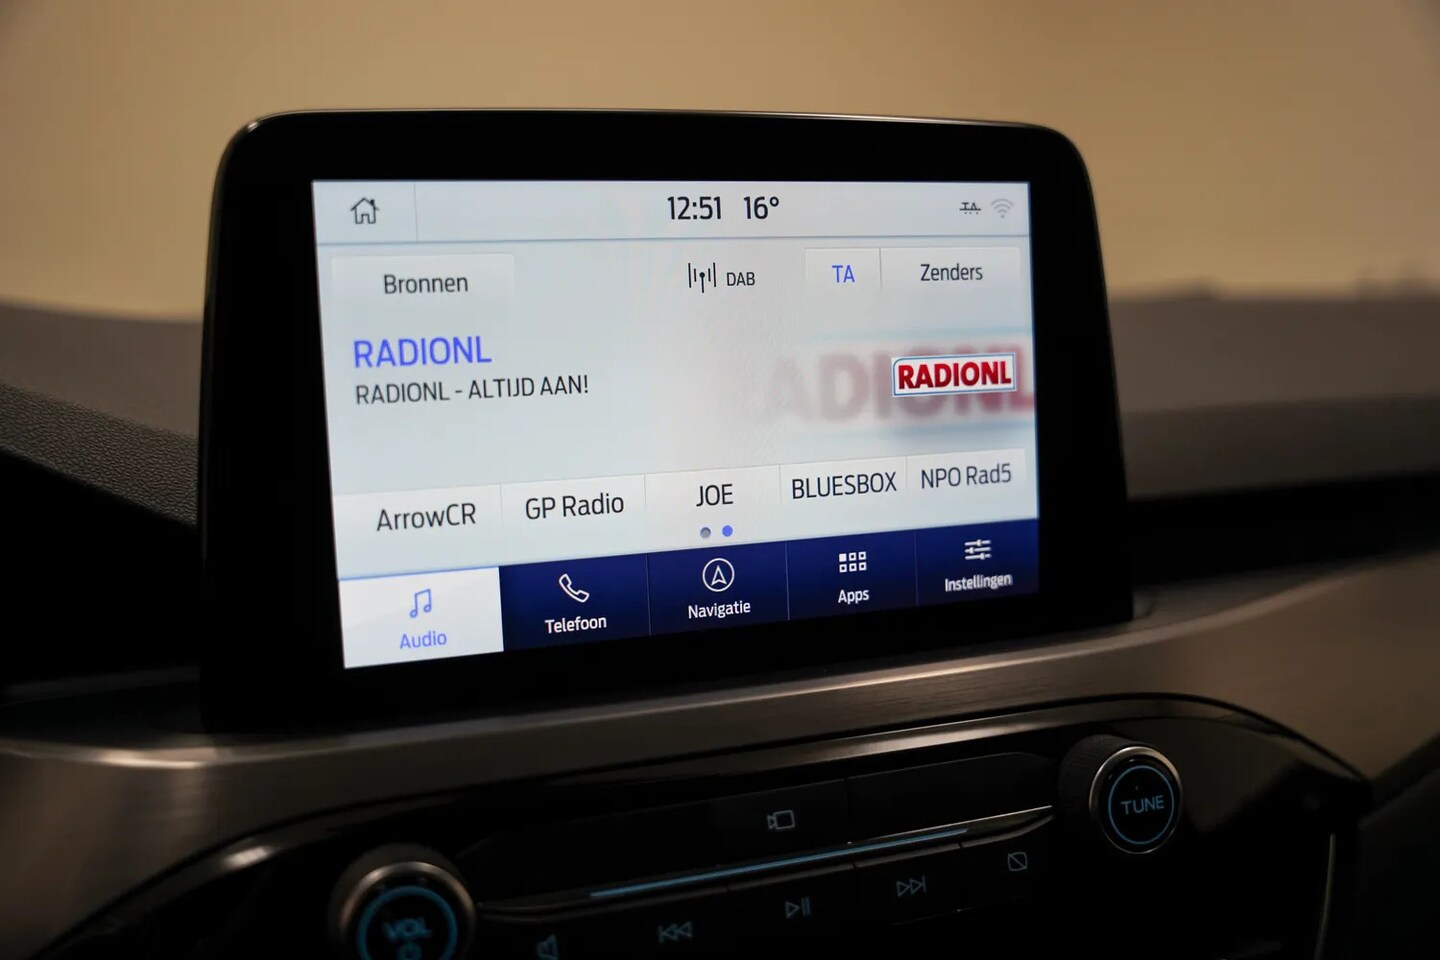 12:51 16°
TA
Bronnen
DAB
TA
Zenders
RADIONL
RADIONL - ALTIJD AAN!
RADIONL
ADIONL
ArrowCR
GP Radio
JOE
BLUESBOX
NPO Rad5
Audio
Telefoon
Navigatie
Apps
Instellingen
TUNE
VOL